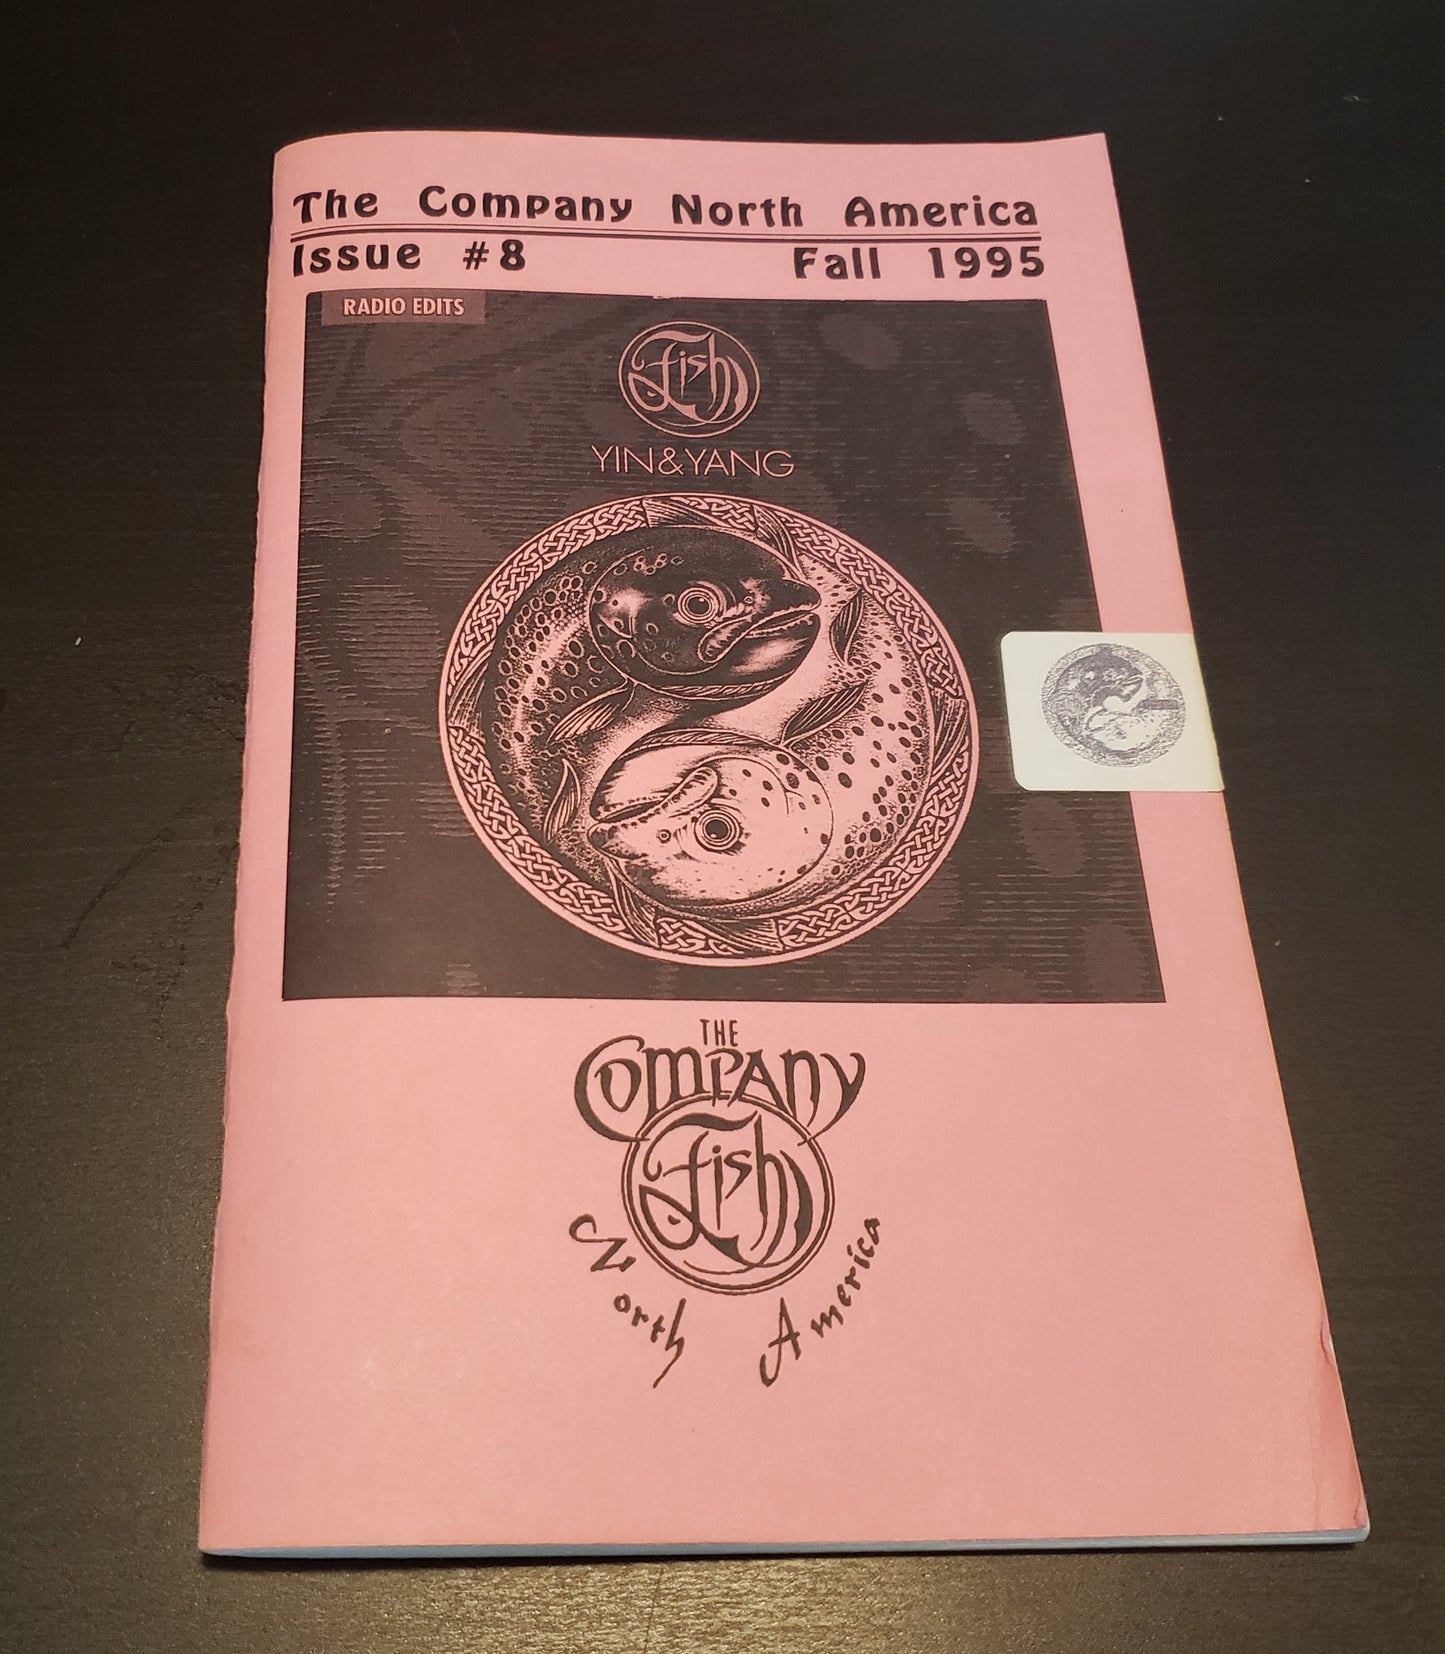 The Company North America
Issue #8 Fall 1995
RADIO EDITS
Fish
YIN&YANG
THE
COMPANY
Fish
North America